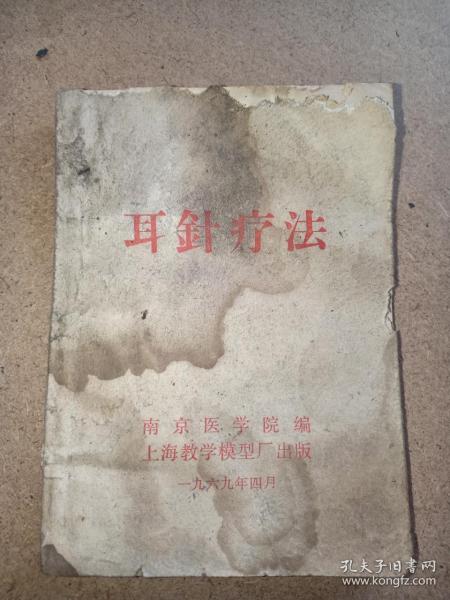 耳針疗法
南京医学院编
上海教学模型厂出版
一九六九年四月
孔夫子旧书网
www.kongfz.com